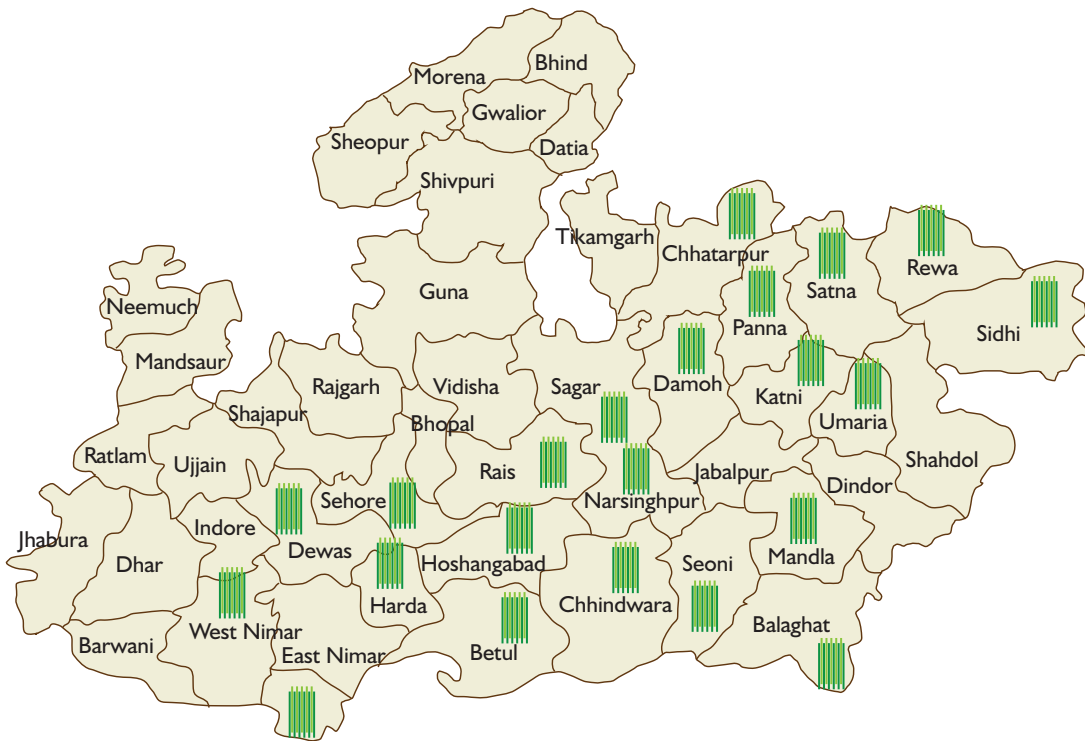 Bhind
Morena
Gwalior
Sheopur
Datia
Shivpuri
Tikamgarh
Chhatarpur
Rewa
Guna
Satna
Neemuch
Panna
Sidhi
Mandsaur
Rajgarh
Vidisha
Sagar
Damoh
Katni
Shajapur
Bhopal
Umaria
Ratlam
Ujjain
Rais
Jabalpur
Shahdol
Dindor
Sehore
Narsinghpur
Indore
Jhabura
Dewas
Dhar
Hoshangabad
Seoni
Mandla
Harda
Chhindwara
Balaghat
West Nimar
Barwani
East Nimar
Betul